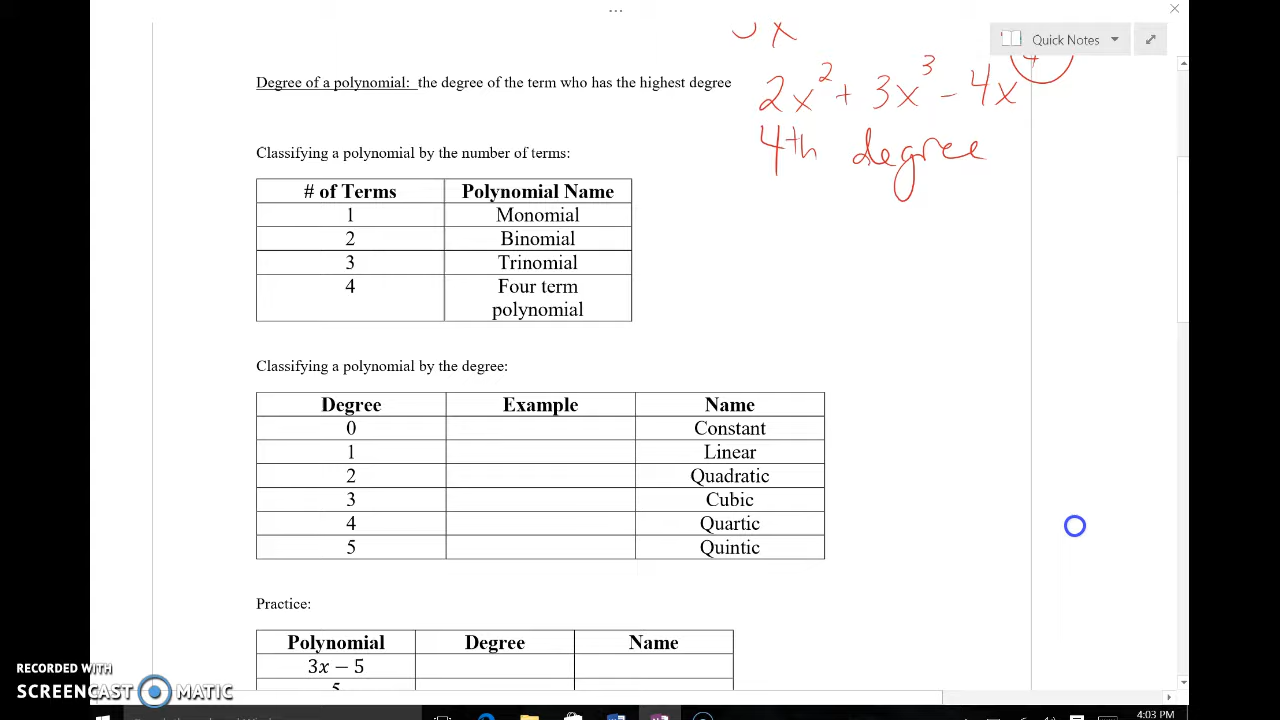 Quick Notes
Degree of a polynomial: the degree of the term who has the highest degree
2x² + 3x³ - 4x⁴
4th degree
Classifying a polynomial by the number of terms:
# of Terms Polynomial Name
1 Monomial
2 Binomial
3 Trinomial
4 Four term
polynomial
Classifying a polynomial by the degree:
Degree Example Name
0 Constant
1 Linear
2 Quadratic
3 Cubic
4 Quartic
5 Quintic
Practice:
Polynomial Degree Name
3x − 5
RECORDED WITH
SCREENCAST MATIC
4:03 PM